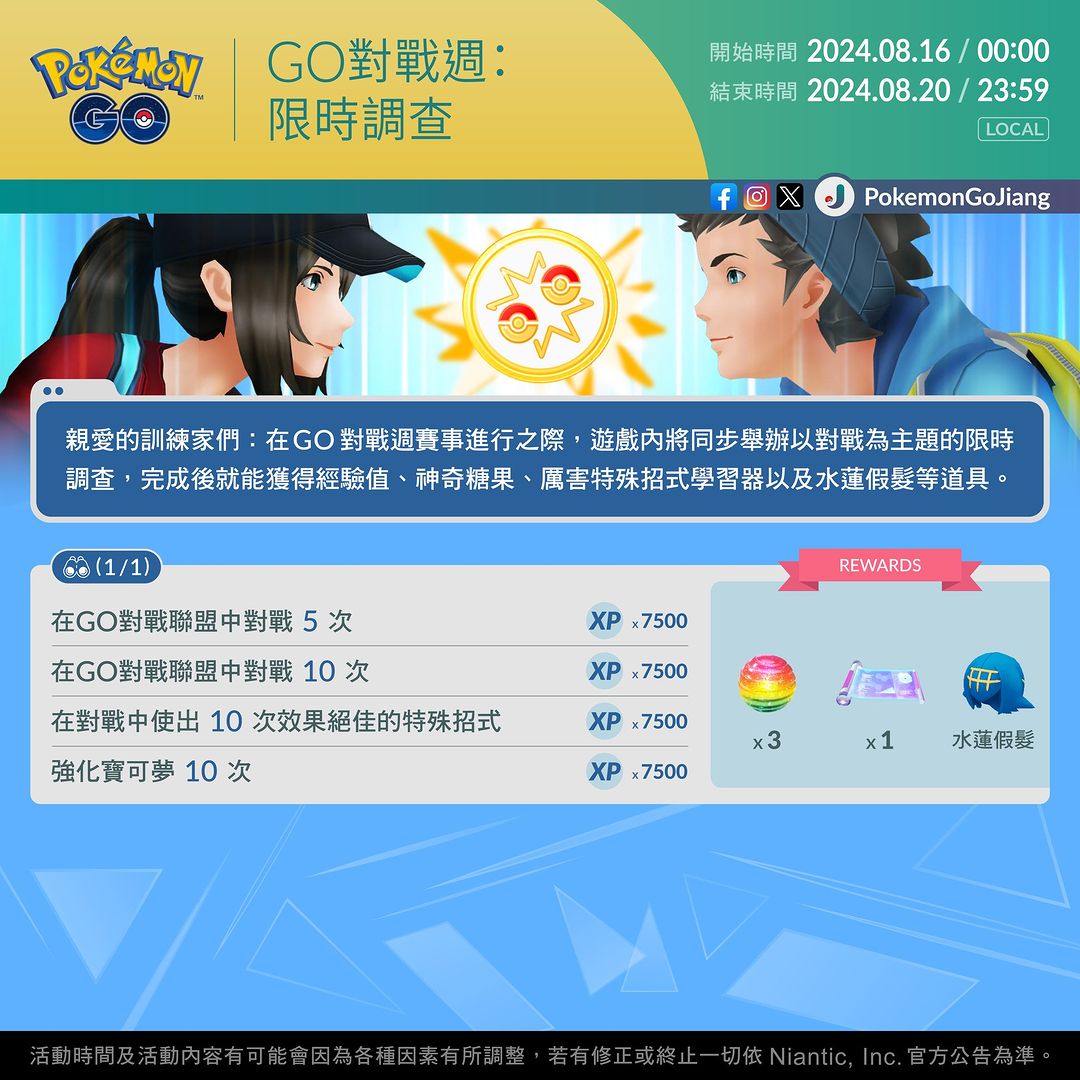 Pokémon GO™
GO對戰週：
限時調查
開始時間 2024.08.16 / 00:00
結束時間 2024.08.20 / 23:59
LOCAL
PokemonGoJiang
親愛的訓練家們：在GO對戰週賽事進行之際，遊戲內將同步舉辦以對戰為主題的限時
調查，完成後就能獲得經驗值、神奇糖果、厲害特殊招式學習器以及水蓮假髮等道具。
(1/1)
在GO對戰聯盟中對戰 5 次 XP x7500
在GO對戰聯盟中對戰 10 次 XP x7500
在對戰中使出 10 次效果絕佳的特殊招式 XP x7500
強化寶可夢 10 次 XP x7500
REWARDS
x3 x1 水蓮假髮
活動時間及活動內容有可能會因為各種因素有所調整，若有修正或終止一切依 Niantic, Inc. 官方公告為準。